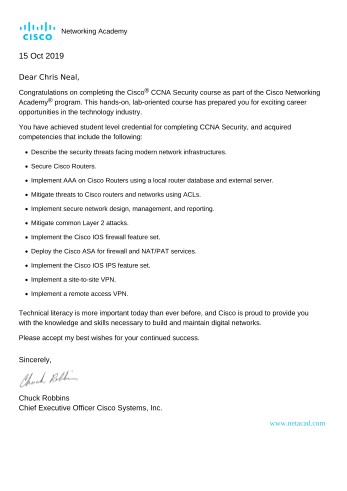 CISCO Networking Academy
15 Oct 2019
Dear Chris Neal,
Congratulations on completing the Cisco® CCNA Security course as part of the Cisco Networking
Academy® program. This hands-on, lab-oriented course has prepared you for exciting career
opportunities in the technology industry.
You have achieved student level credential for completing CCNA Security, and acquired
competencies that include the following:
• Describe the security threats facing modern network infrastructures.
• Secure Cisco Routers.
• Implement AAA on Cisco Routers using a local router database and external server.
• Mitigate threats to Cisco routers and networks using ACLs.
• Implement secure network design, management, and reporting.
• Mitigate common Layer 2 attacks.
• Implement the Cisco IOS firewall feature set.
• Deploy the Cisco ASA for firewall and NAT/PAT services.
• Implement the Cisco IOS IPS feature set.
• Implement a site-to-site VPN.
• Implement a remote access VPN.
Technical literacy is more important today than ever before, and Cisco is proud to provide you
with the knowledge and skills necessary to build and maintain digital networks.
Please accept my best wishes for your continued success.
Sincerely,
Chuck Robbins
Chuck Robbins
Chief Executive Officer Cisco Systems, Inc.
www.netacad.com